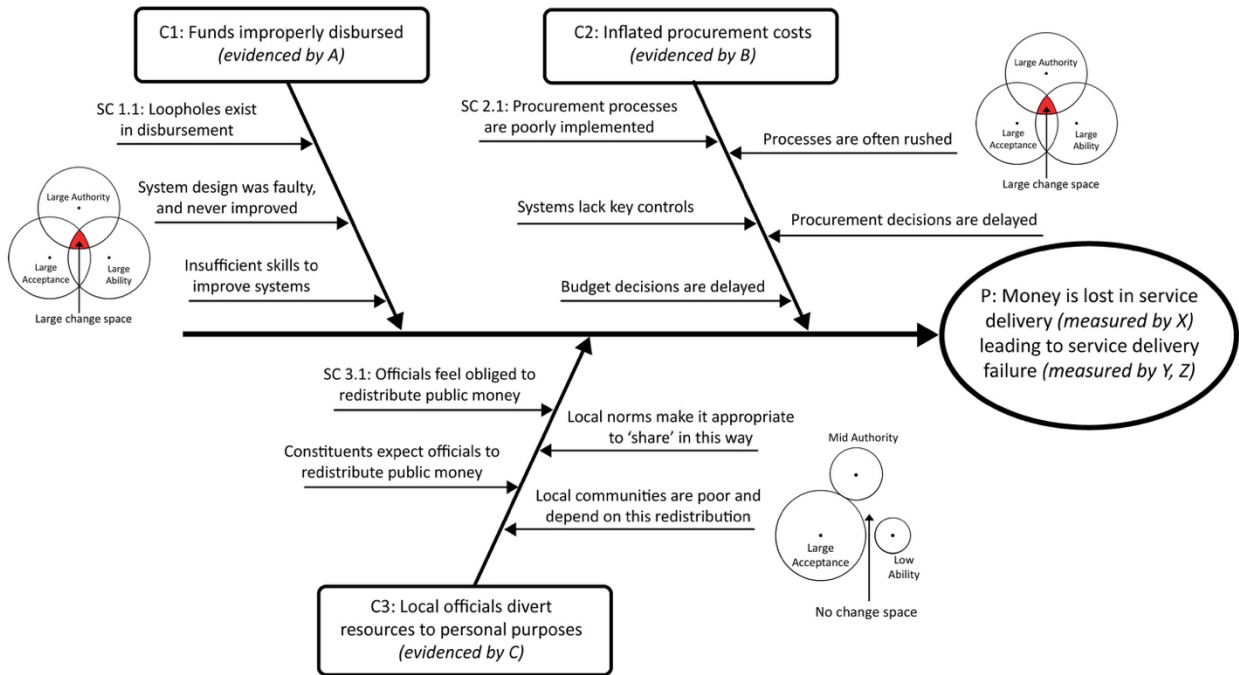 C1: Funds improperly disbursed
(evidenced by A)
C2: Inflated procurement costs
(evidenced by B)
SC 1.1: Loopholes exist
in disbursement
System design was faulty,
and never improved
Insufficient skills to
improve systems
Large Authority
Large
Acceptance
Large
Ability
Large change space
SC 2.1: Procurement processes
are poorly implemented
Processes are often rushed
Systems lack key controls
Procurement decisions are delayed
Budget decisions are delayed
Large Authority
Large
Acceptance
Large
Ability
Large change space
P: Money is lost in service
delivery (measured by X)
leading to service delivery
failure (measured by Y, Z)
SC 3.1: Officials feel obliged to
redistribute public money
Local norms make it appropriate
to ‘share’ in this way
Constituents expect officials to
redistribute public money
Local communities are poor and
depend on this redistribution
Mid Authority
Large
Acceptance
Low
Ability
No change space
C3: Local officials divert
resources to personal purposes
(evidenced by C)